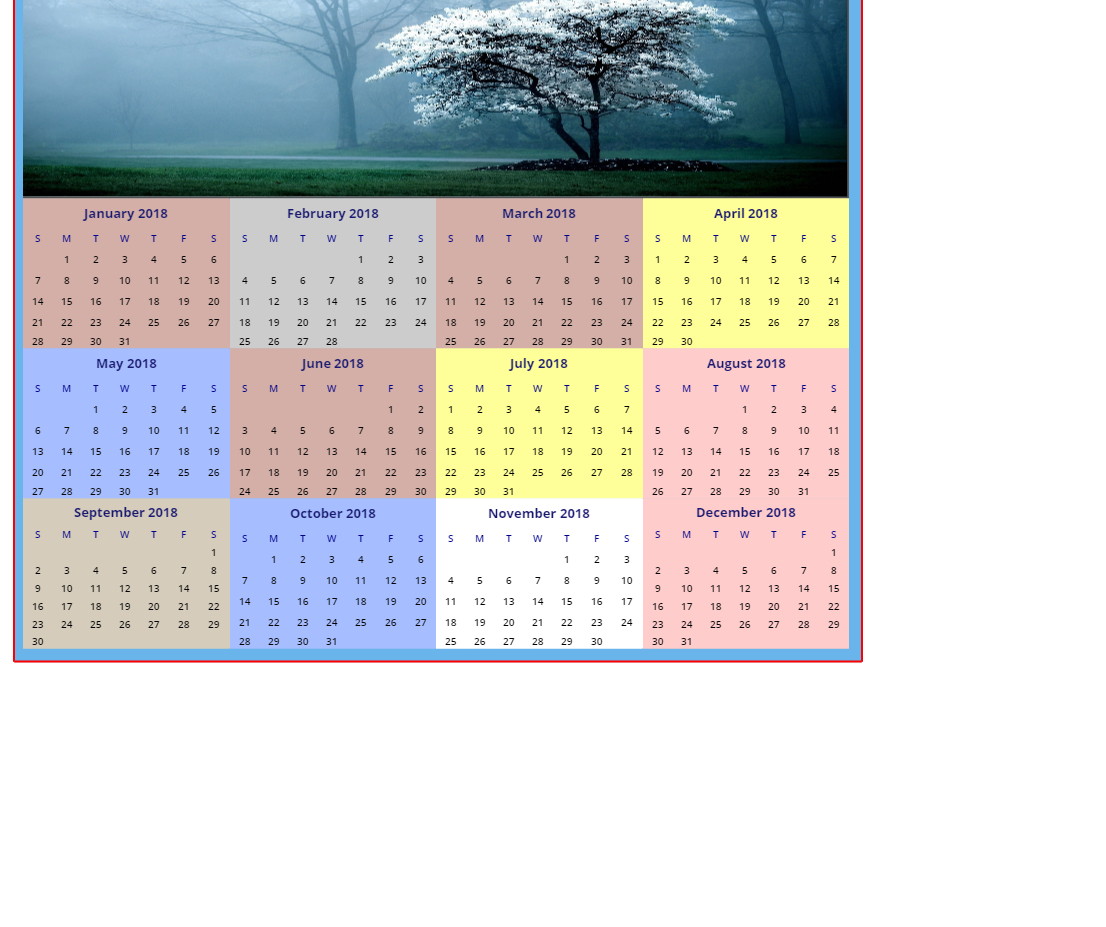 January 2018
S M T W T F S
1 2 3 4 5 6
7 8 9 10 11 12 13
14 15 16 17 18 19 20
21 22 23 24 25 26 27
28 29 30 31
February 2018
S M T W T F S
1 2 3
4 5 6 7 8 9 10
11 12 13 14 15 16 17
18 19 20 21 22 23 24
25 26 27 28
March 2018
S M T W T F S
1 2 3
4 5 6 7 8 9 10
11 12 13 14 15 16 17
18 19 20 21 22 23 24
25 26 27 28 29 30 31
April 2018
S M T W T F S
1 2 3 4 5 6 7
8 9 10 11 12 13 14
15 16 17 18 19 20 21
22 23 24 25 26 27 28
29 30
May 2018
S M T W T F S
1 2 3 4 5
6 7 8 9 10 11 12
13 14 15 16 17 18 19
20 21 22 23 24 25 26
27 28 29 30 31
June 2018
S M T W T F S
1 2
3 4 5 6 7 8 9
10 11 12 13 14 15 16
17 18 19 20 21 22 23
24 25 26 27 28 29 30
July 2018
S M T W T F S
1 2 3 4 5 6 7
8 9 10 11 12 13 14
15 16 17 18 19 20 21
22 23 24 25 26 27 28
29 30 31
August 2018
S M T W T F S
1 2 3 4
5 6 7 8 9 10 11
12 13 14 15 16 17 18
19 20 21 22 23 24 25
26 27 28 29 30 31
September 2018
S M T W T F S
1
2 3 4 5 6 7 8
9 10 11 12 13 14 15
16 17 18 19 20 21 22
23 24 25 26 27 28 29
30
October 2018
S M T W T F S
1 2 3 4 5 6
7 8 9 10 11 12 13
14 15 16 17 18 19 20
21 22 23 24 25 26 27
28 29 30 31
November 2018
S M T W T F S
1 2 3
4 5 6 7 8 9 10
11 12 13 14 15 16 17
18 19 20 21 22 23 24
25 26 27 28 29 30
December 2018
S M T W T F S
1
2 3 4 5 6 7 8
9 10 11 12 13 14 15
16 17 18 19 20 21 22
23 24 25 26 27 28 29
30 31